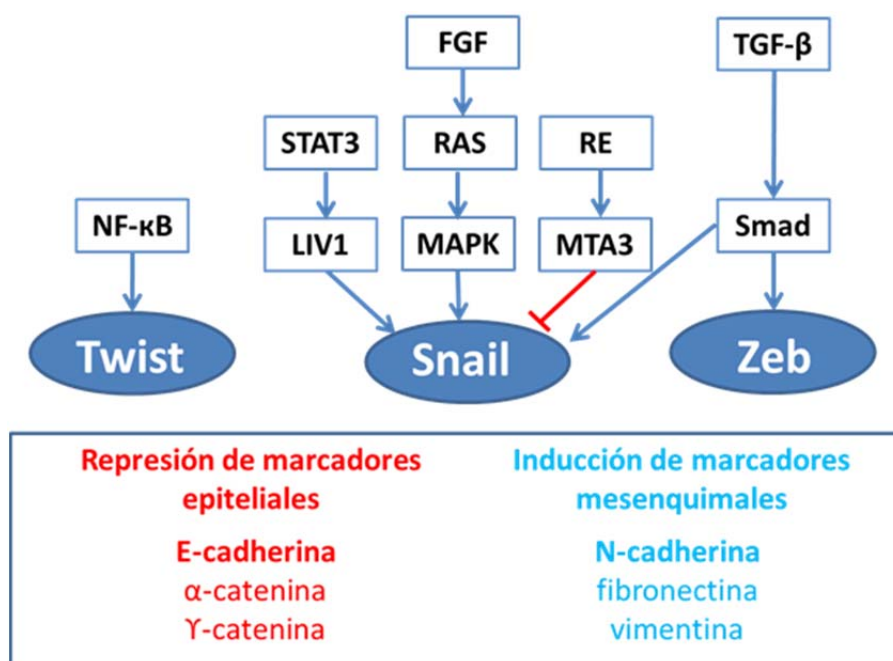 FGF
TGF-β
STAT3
RAS
RE
NF-κB
LIV1
MAPK
MTA3
Smad
Twist
Snail
Zeb
Represión de marcadores
epiteliales
E-cadherina
α-catenina
ϒ-catenina
Inducción de marcadores
mesenquimales
N-cadherina
fibronectina
vimentina